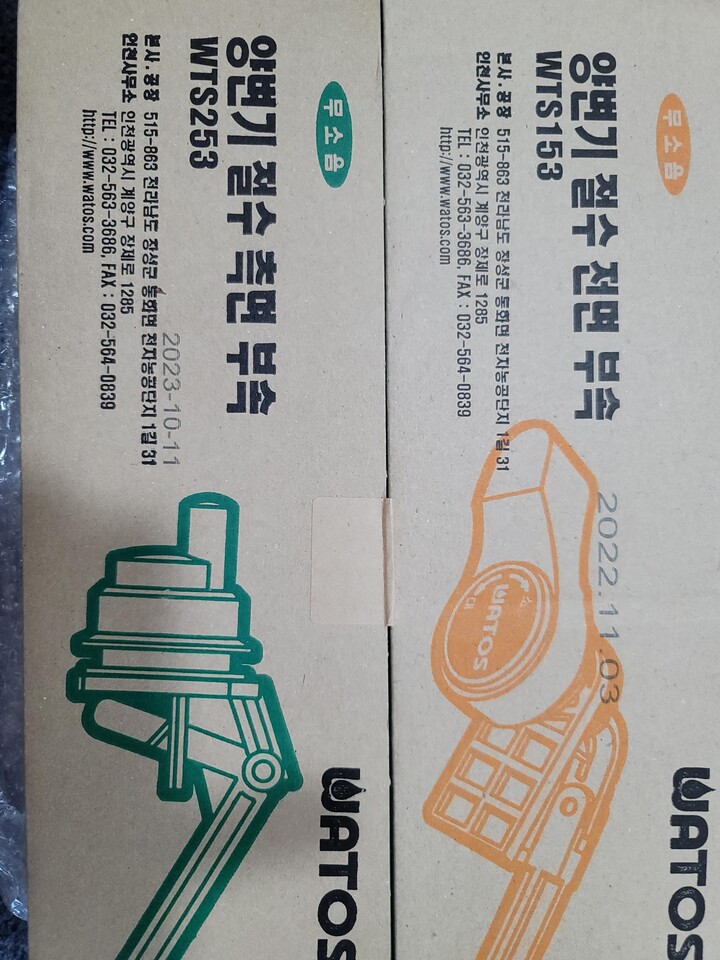 무소음
양변기 절수 측면 부속
WTS253
본사.공장 515-863 전라남도 장성군 동화면 전자농공단지 1길 31
인천사무소 인천광역시 계양구 장제로 1285
TEL : 032-563-3686, FAX : 032-564-0839
http://www.watos.com
2023-10-11
WATOS
무소음
양변기 절수 전면 부속
WTS153
본사.공장 515-863 전라남도 장성군 동화면 전자농공단지 1길 31
인천사무소 인천광역시 계양구 장제로 1285
TEL : 032-563-3686, FAX : 032-564-0839
http://www.watos.com
2022.11.03
WATOS
소
대
WATOS